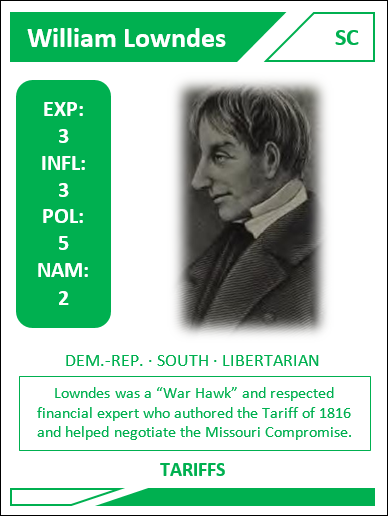 William Lowndes
SC
EXP:
3
INFL:
3
POL:
5
NAM:
2
DEM.-REP. · SOUTH · LIBERTARIAN
Lowndes was a “War Hawk” and respected
financial expert who authored the Tariff of 1816
and helped negotiate the Missouri Compromise.
TARIFFS